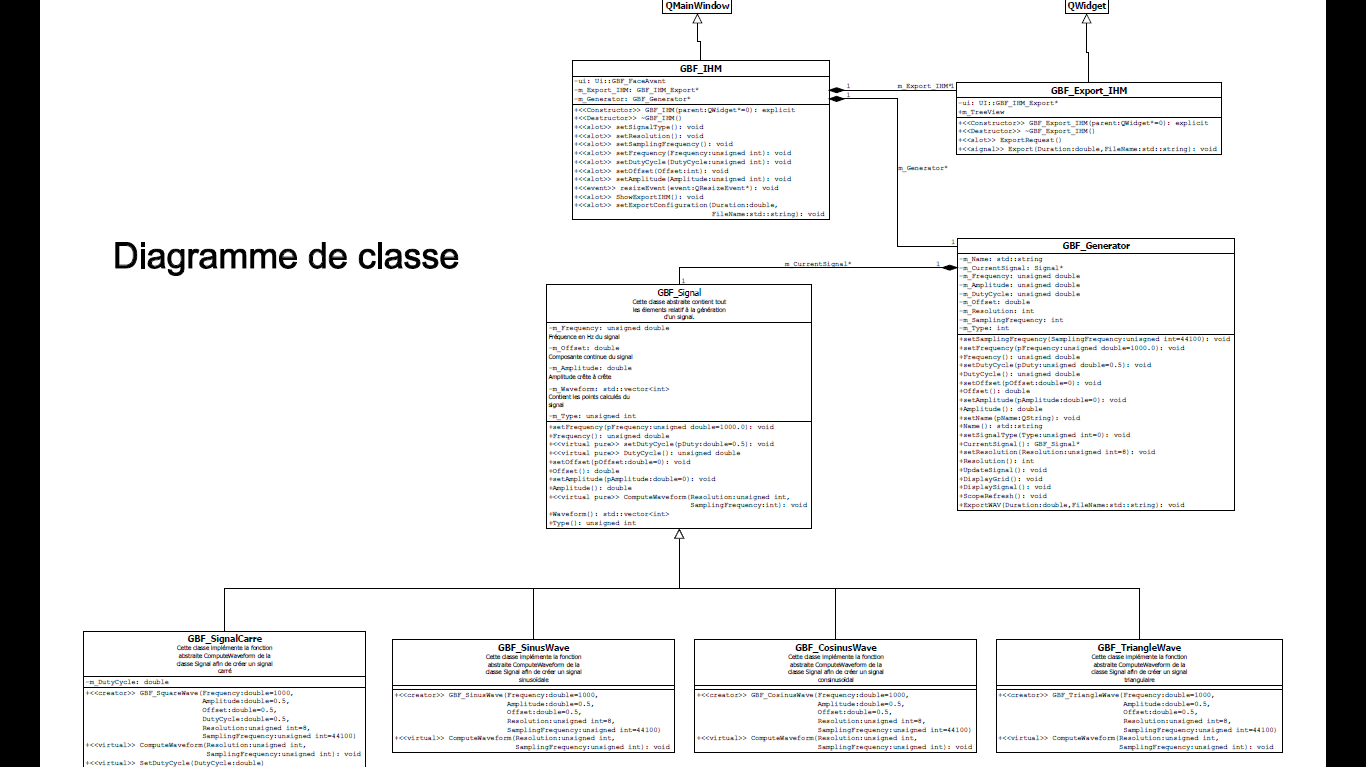 QMainWindow
QWidget
GBF_IHM
-ui: Ui::GBF_FaceAvant
-m_Export_IHM: GBF_IHM_Export*
-m_Generator: GBF_Generator*
+<<Constructor>> GBF_IHM(parent:QWidget*=0): explicit
+<<Destructor>> ~GBF_IHM()
+<<slot>> setSignalType(): void
+<<slot>> setResolution(): void
+<<slot>> setSamplingFrequency(): void
+<<slot>> setFrequency(Frequency:unsigned int): void
+<<slot>> setDutyCycle(DutyCycle:unsigned int): void
+<<slot>> setOffset(Offset:int): void
+<<slot>> setAmplitude(Amplitude:unsigned int): void
+<<event>> resizeEvent(event:QResizeEvent*): void
+<<slot>> ShowExportIHM(): void
+<<slot>> setExportConfiguration(Duration:double,
FileName:std::string): void
1
m_Export_IHM*
1
1
m_Generator*
1
GBF_Export_IHM
-ui: UI::GBF_IHM_Export*
+m_TreeView
+<<Constructor>> GBF_Export_IHM(parent:QWidget*=0): explicit
+<<Destructor>> ~GBF_Export_IHM()
+<<slot>> ExportRequest()
+<<signal>> Export(Duration:double,FileName:std::string): void
Diagramme de classe
GBF_Generator
-m_Name: std::string
-m_CurrentSignal: Signal*
-m_Frequency: unsigned double
-m_Amplitude: unsigned double
-m_DutyCycle: unsigned double
-m_Offset: double
-m_Resolution: int
-m_SamplingFrequency: int
-m_Type: int
+setSamplingFrequency(SamplingFrequency:unisgned int=44100): void
+setFrequency(pFrequency:unsigned double=1000.0): void
+Frequency(): unsigned double
+setDutyCycle(pDuty:unsigned double=0.5): void
+DutyCycle(): unsigned double
+setOffset(pOffset:double=0): void
+Offset(): double
+setAmplitude(pAmplitude:double=0): void
+Amplitude(): double
+setName(pName:QString): void
+Name(): std::string
+setSignalType(Type:unsigned int=0): void
+CurrentSignal(): GBF_Signal*
+setResolution(Resolution:unsigned int=8): void
+Resolution(): int
+UpdateSignal(): void
+DisplayGrid(): void
+DisplaySignal(): void
+ScopeRefresh(): void
+ExportWAV(Duration:double,FileName:std::string): void
m_CurrentSignal*
1
1
GBF_Signal
Cette classe abstraite contient tout
les élements relatif à la génération
d'un signal.
-m_Frequency: unsigned double
Fréquence en Hz du signal
-m_Offset: double
Composante continue du signal
-m_Amplitude: double
Amplitude crête à crête
-m_Waveform: std::vector<int>
Contient les points calculés du
signal
-m_Type: unsigned int
+setFrequency(pFrequency:unsigned double=1000.0): void
+Frequency(): unsigned double
+<<virtual pure>> setDutyCycle(pDuty:double=0.5): void
+<<virtual pure>> DutyCycle(): unsigned double
+setOffset(pOffset:double=0): void
+Offset(): double
+setAmplitude(pAmplitude:double=0): void
+Amplitude(): double
+<<virtual pure>> ComputeWaveform(Resolution:unsigned int,
SamplingFrequency:int): void
+Waveform(): std::vector<int>
+Type(): unsigned int
GBF_SignalCarre
Cette classe implémente la fonction
abstraite ComputeWaveform de la
classe Signal afin de créer un signal
carré
-m_DutyCycle: double
+<<creator>> GBF_SquareWave(Frequency:double=1000,
Amplitude:double=0.5,
Offset:double=0.5,
DutyCycle:double=0.5,
Resolution:unsigned int=8,
SamplingFrequency:unsigned int=44100)
+<<virtual>> ComputeWaveform(Resolution:unsigned int,
SamplingFrequency:unsigned int): void
+<<virtual>> SetDutyCycle(DutyCycle:double)
GBF_SinusWave
Cette classe implémente la fonction
abstraite ComputeWaveform de la
classe Signal afin de créer un signal
sinusoïdale
+<<creator>> GBF_SinusWave(Frequency:double=1000,
Amplitude:double=0.5,
Offset:double=0.5,
Resolution:unsigned int=8,
SamplingFrequency:unsigned int=44100)
+<<virtual>> ComputeWaveform(Resolution:unsigned int,
SamplingFrequency:unsigned int): void
GBF_CosinusWave
Cette classe implémente la fonction
abstraite ComputeWaveform de la
classe Signal afin de créer un signal
consinusoïdal
+<<creator>> GBF_CosinusWave(Frequency:double=1000,
Amplitude:double=0.5,
Offset:double=0.5,
Resolution:unsigned int=8,
SamplingFrequency:unsigned int=44100)
+<<virtual>> ComputeWaveform(Resolution:unsigned int,
SamplingFrequency:unsigned int): void
GBF_TriangleWave
Cette classe implémente la fonction
abstraite ComputeWaveform de la
classe Signal afin de créer un signal
triangulaire
+<<creator>> GBF_TriangleWave(Frequency:double=1000,
Amplitude:double=0.5,
Offset:double=0.5,
Resolution:unsigned int=8,
SamplingFrequency:unsigned int=44100)
+<<virtual>> ComputeWaveform(Resolution:unsigned int,
SamplingFrequency:unsigned int): void